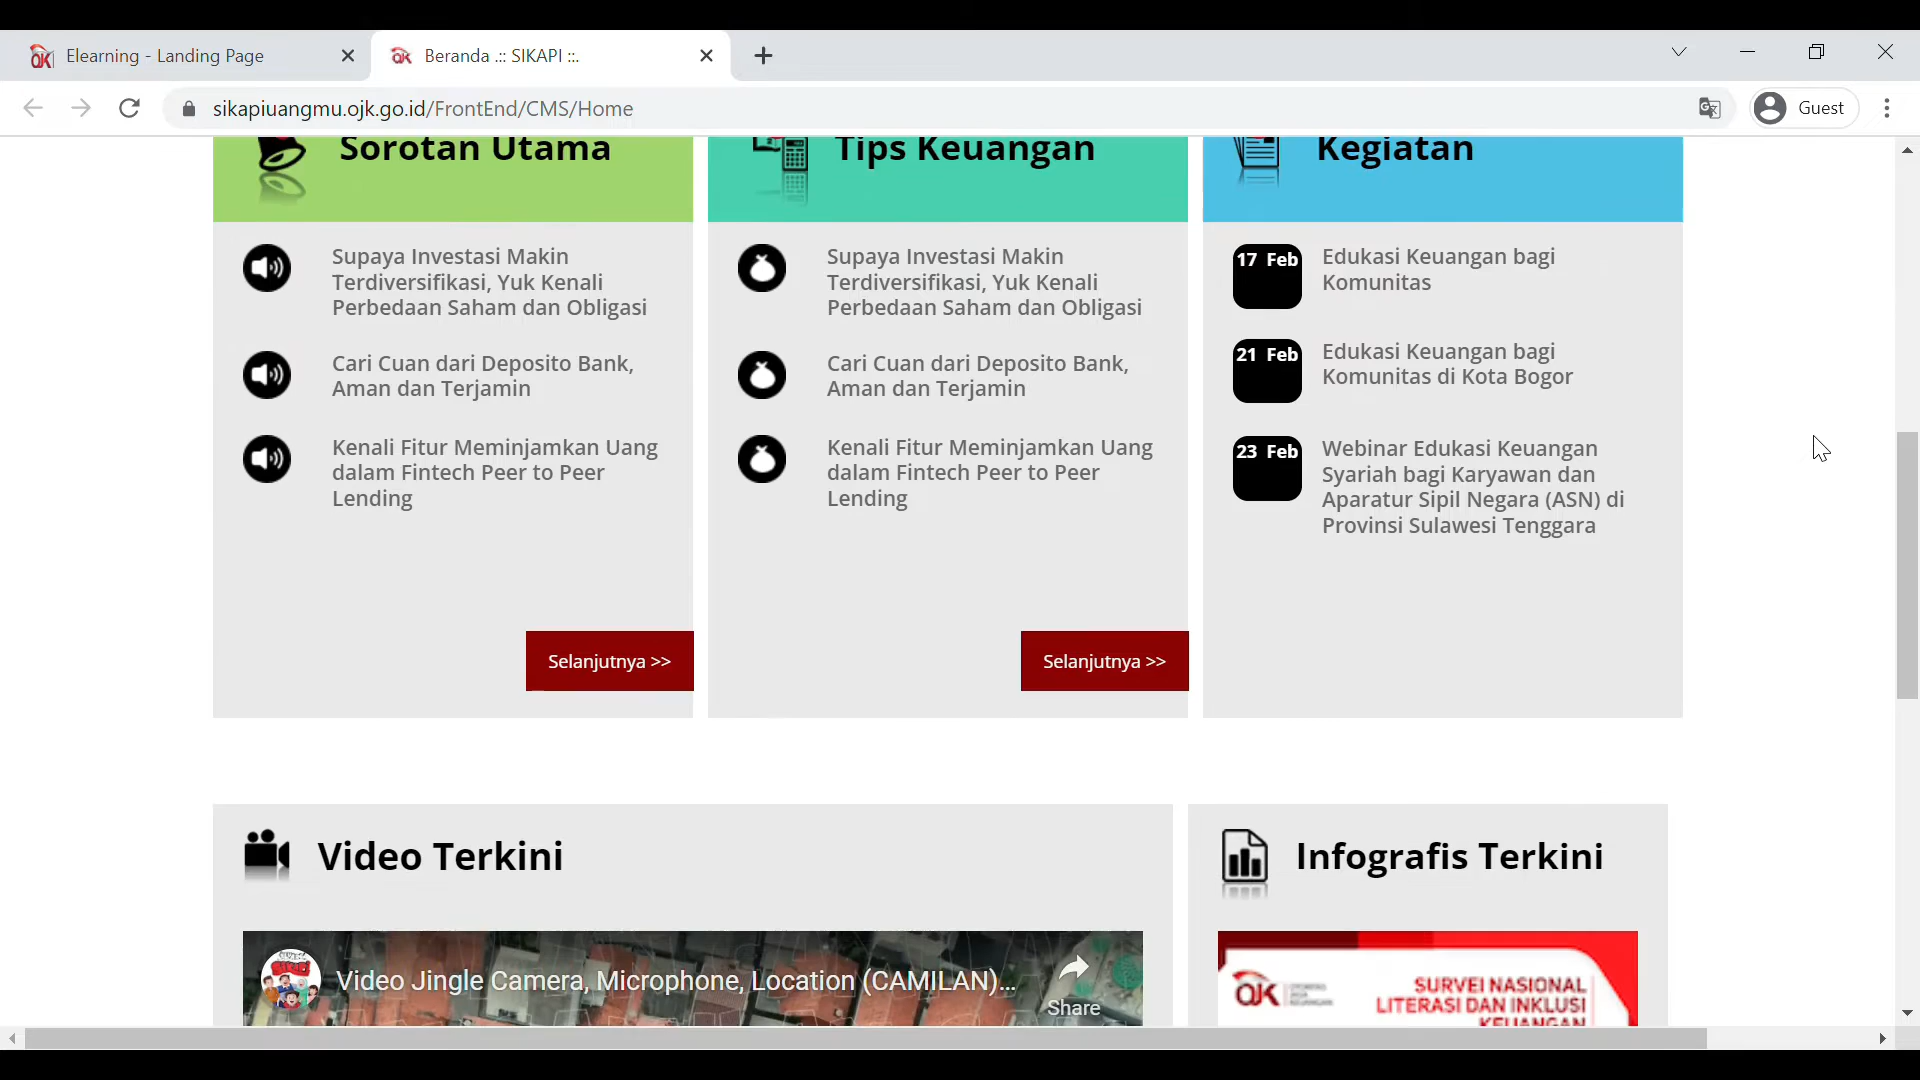 Elearning - Landing Page
Beranda .:: SIKAPI ::.
sikapiuangmu.ojk.go.id/FrontEnd/CMS/Home
Guest
Sorotan Utama
Supaya Investasi Makin
Terdiversifikasi, Yuk Kenali
Perbedaan Saham dan Obligasi
Cari Cuan dari Deposito Bank,
Aman dan Terjamin
Kenali Fitur Meminjamkan Uang
dalam Fintech Peer to Peer
Lending
Selanjutnya >>
Tips Keuangan
Supaya Investasi Makin
Terdiversifikasi, Yuk Kenali
Perbedaan Saham dan Obligasi
Cari Cuan dari Deposito Bank,
Aman dan Terjamin
Kenali Fitur Meminjamkan Uang
dalam Fintech Peer to Peer
Lending
Selanjutnya >>
Kegiatan
17 Feb
Edukasi Keuangan bagi
Komunitas
21 Feb
Edukasi Keuangan bagi
Komunitas di Kota Bogor
23 Feb
Webinar Edukasi Keuangan
Syariah bagi Karyawan dan
Aparatur Sipil Negara (ASN) di
Provinsi Sulawesi Tenggara
Video Terkini
Video Jingle Camera, Microphone, Location (CAMILAN)...
Share
Infografis Terkini
OJK
SURVEI NASIONAL
LITERASI DAN INKLUSI
KEUANGAN